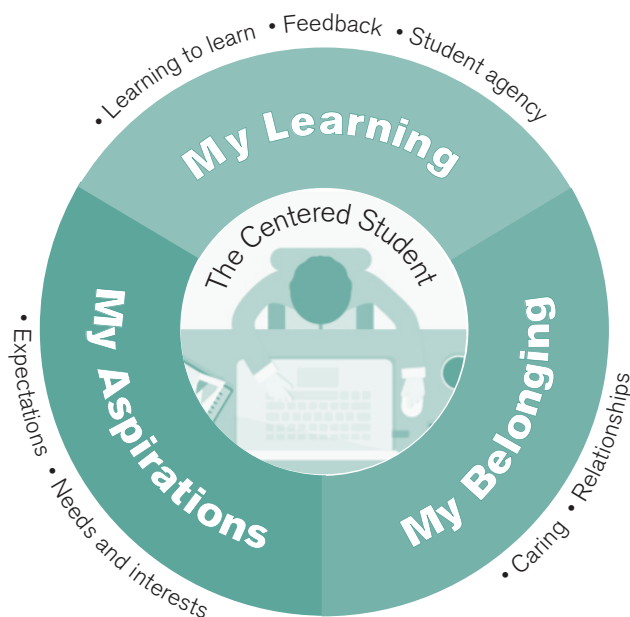 • Learning to learn • Feedback • Student agency
My Learning
The Centered Student
My Aspirations
• Expectations • Needs and interests
My Belonging
• Caring • Relationships